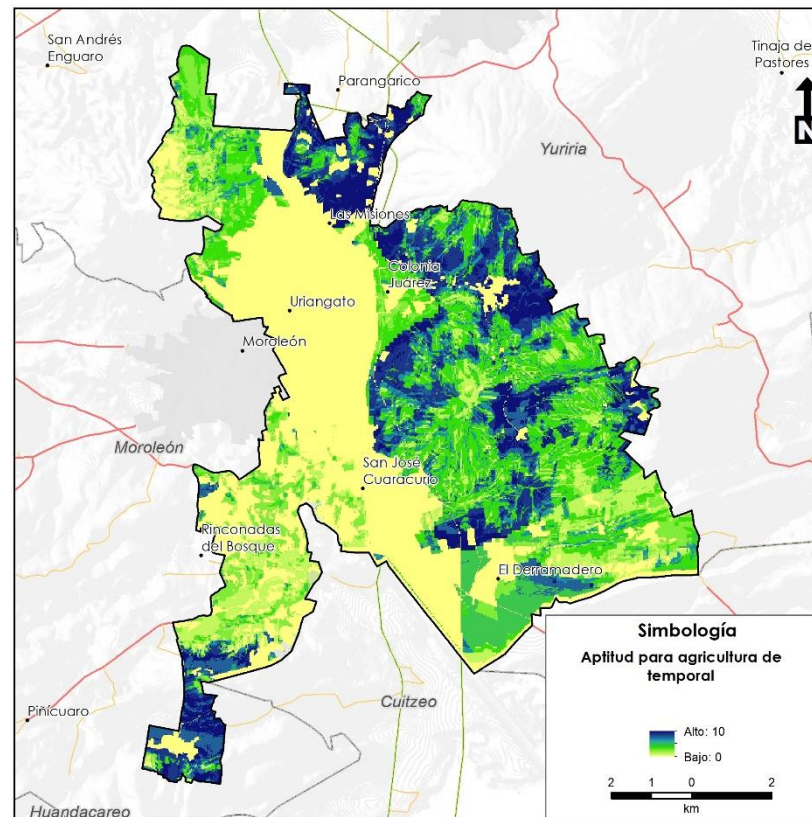 San Andrés
Enguaro
Parangarico
Tinaja de
Pastores
N
Yuriria
Las Misiones
Colonia
Juárez
Uriangato
Moroleón
Moroleón
San José
Cuaracurio
Rinconadas
del Bosque
El Derramadero
Piñícuaro
Cuitzeo
Huandacareo
Simbología
Aptitud para agricultura de
temporal
Alto: 10
Bajo: 0
2 1 0 2
km